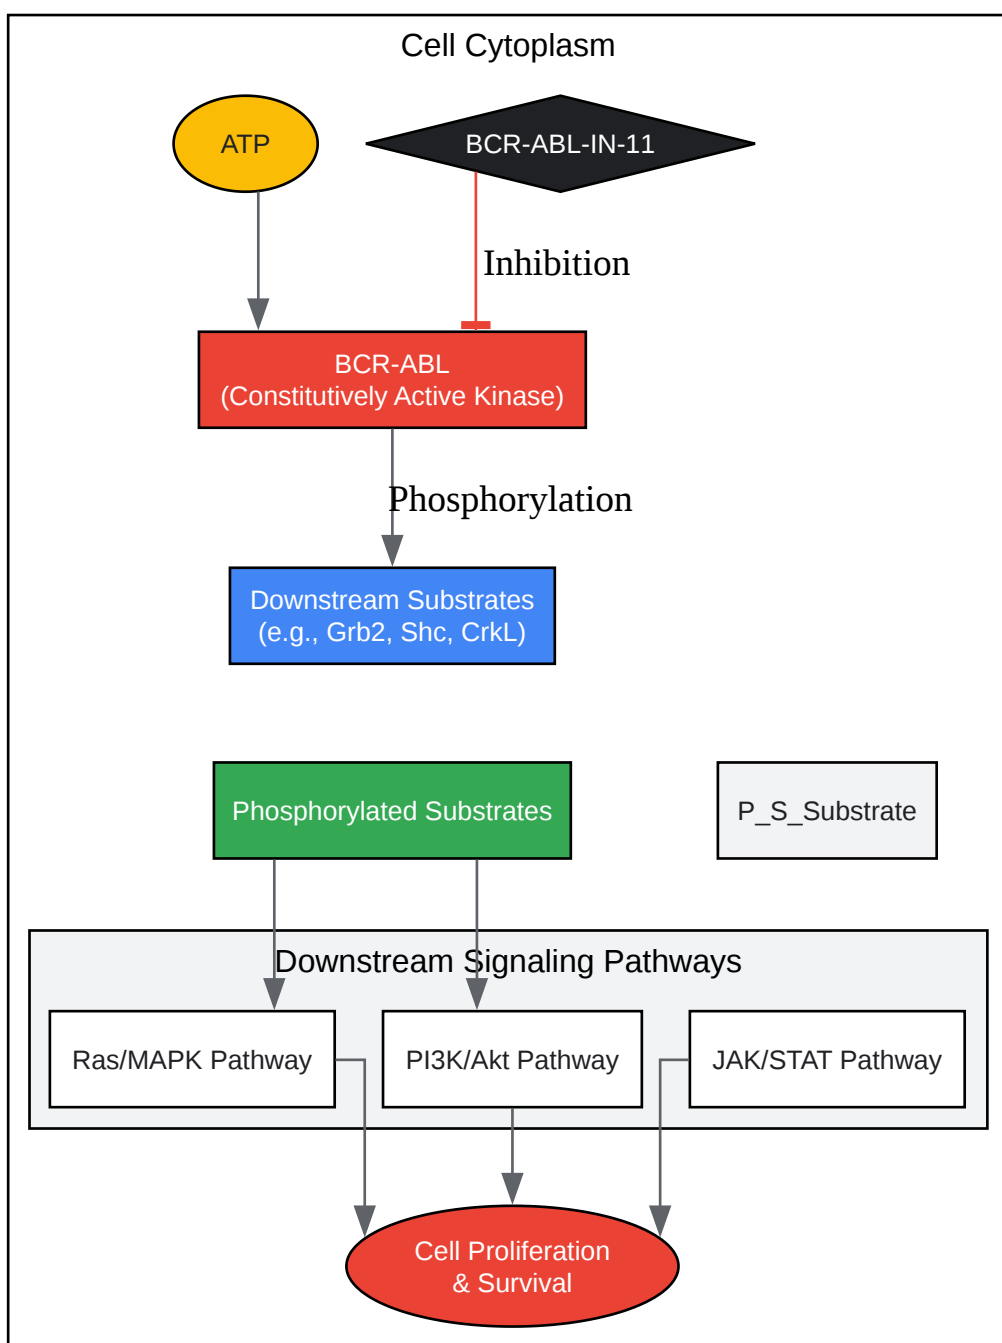 Cell Cytoplasm
ATP
BCR-ABL-IN-11
Inhibition
BCR-ABL
(Constitutively Active Kinase)
Phosphorylation
Downstream Substrates
(e.g., Grb2, Shc, CrkL)
Phosphorylated Substrates
P_S_Substrate
Downstream Signaling Pathways
Ras/MAPK Pathway
PI3K/Akt Pathway
JAK/STAT Pathway
Cell Proliferation
& Survival